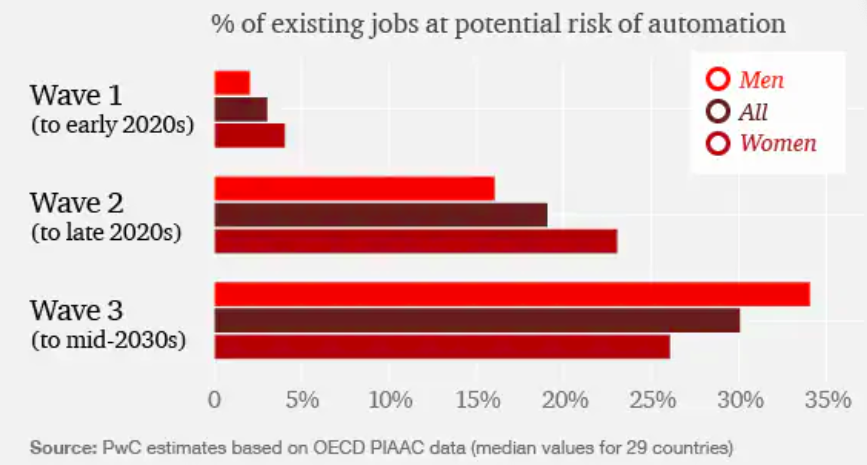 % of existing jobs at potential risk of automation
Men
All
Women
Wave 1
(to early 2020s)
Wave 2
(to late 2020s)
Wave 3
(to mid-2030s)
0 5% 10% 15% 20% 25% 30% 35%
Source: PwC estimates based on OECD PIAAC data (median values for 29 countries)